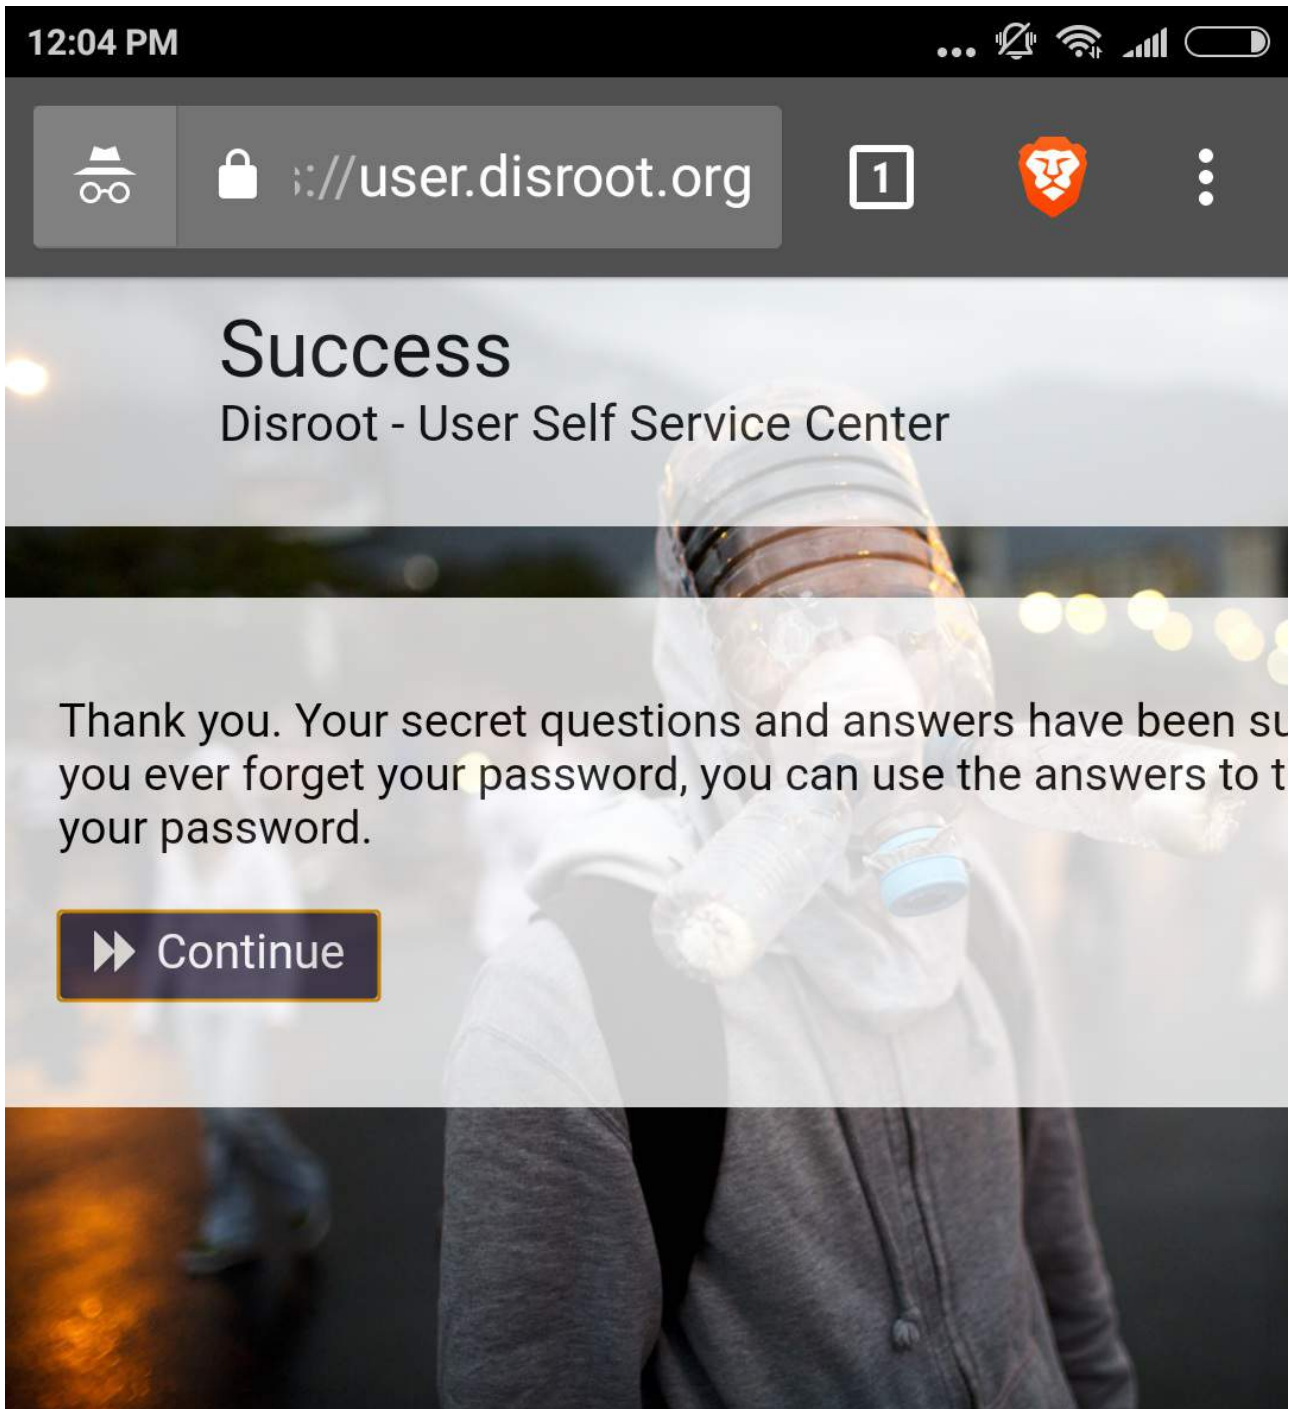 12:04 PM
://user.disroot.org
1
Success
Disroot - User Self Service Center
Thank you. Your secret questions and answers have been
you ever forget your password, you can use the answers to
your password.
Continue